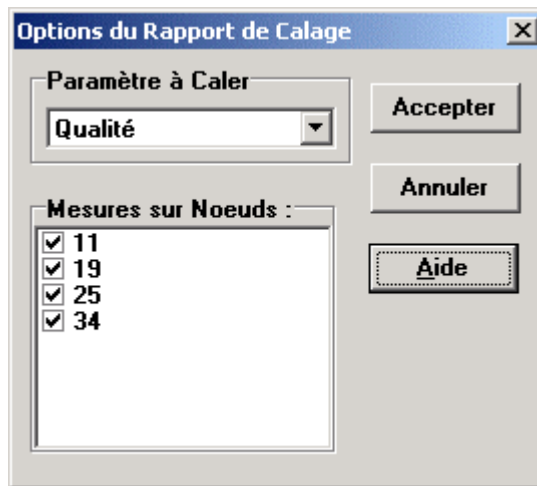 Options du Rapport de Calage
Paramètre à Caler
Qualité
Accepter
Annuler
Mesures sur Noeuds :
11
19
25
34
Aide